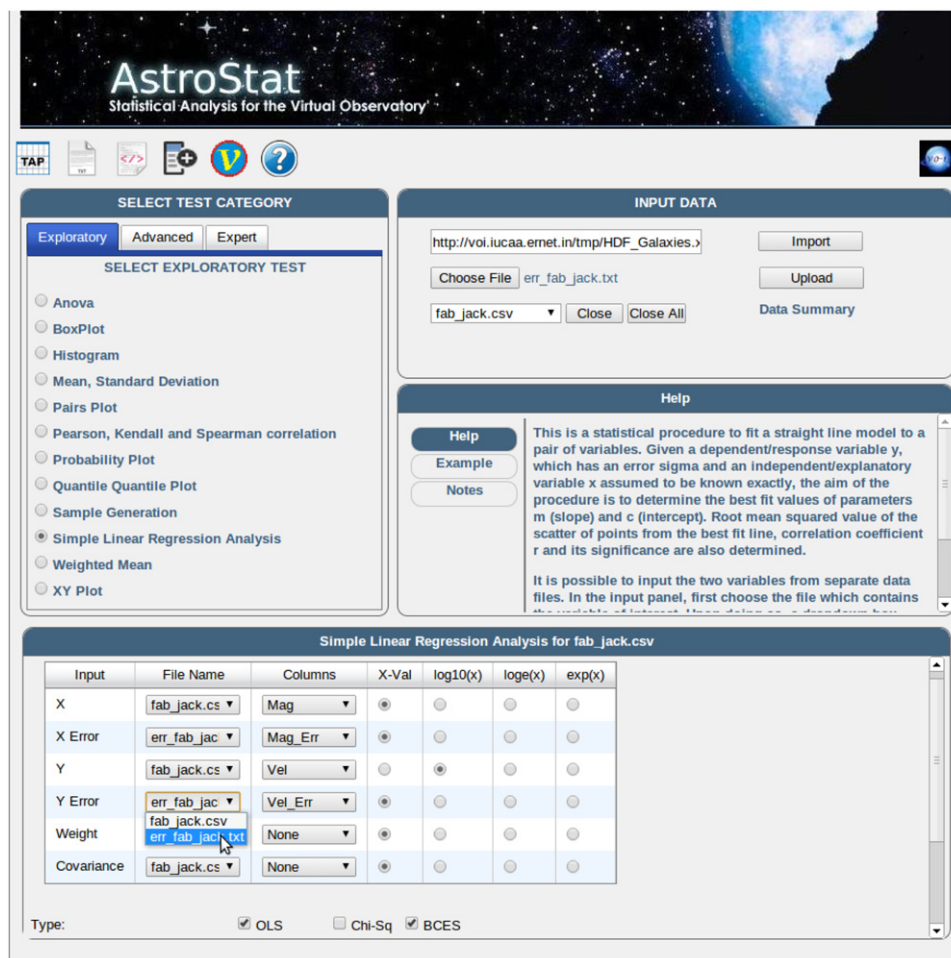 AstroStat
Statistical Analysis for the Virtual Observatory
TAP
TXT
</>
V
?
vo-i
SELECT TEST CATEGORY
Exploratory Advanced Expert
SELECT EXPLORATORY TEST
Anova
BoxPlot
Histogram
Mean, Standard Deviation
Pairs Plot
Pearson, Kendall and Spearman correlation
Probability Plot
Quantile Quantile Plot
Sample Generation
Simple Linear Regression Analysis
Weighted Mean
XY Plot
INPUT DATA
http://voi.iucaa.ernet.in/tmp/HDF_Galaxies.x Import
Choose File err_fab_jack.txt Upload
fab_jack.csv Close Close All Data Summary
Help
Help
Example
Notes
This is a statistical procedure to fit a straight line model to a
pair of variables. Given a dependent/response variable y,
which has an error sigma and an independent/explanatory
variable x assumed to be known exactly, the aim of the
procedure is to determine the best fit values of parameters
m (slope) and c (intercept). Root mean squared value of the
scatter of points from the best fit line, correlation coefficient
r and its significance are also determined.
It is possible to input the two variables from separate data
files. In the input panel, first choose the file which contains
Simple Linear Regression Analysis for fab_jack.csv
Input File Name Columns X-Val log10(x) loge(x) exp(x)
X fab_jack.cs Mag
X Error err_fab_jac Mag_Err
Y fab_jack.cs Vel
Y Error err_fab_jac Vel_Err
fab_jack.csv
err_fab_jack.txt
Weight None
Covariance fab_jack.cs None
Type: OLS Chi-Sq BCES